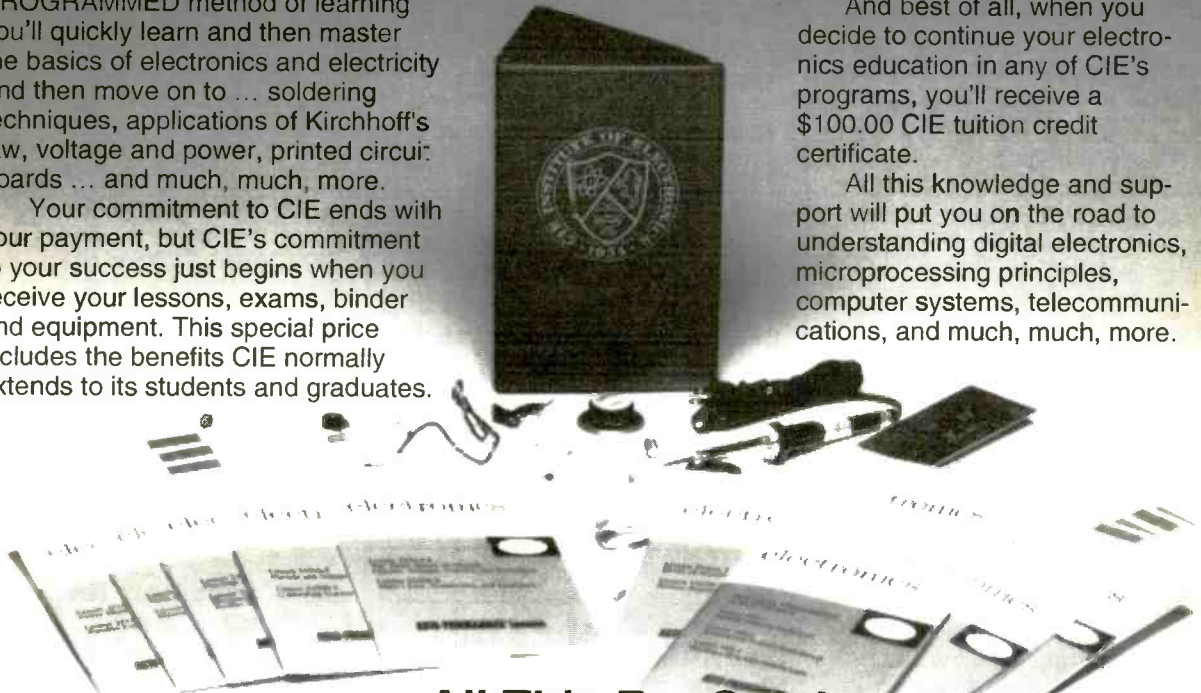 PROGRAMMED method of learning
you'll quickly learn and then master
the basics of electronics and electricity
and then move on to ... soldering
techniques, applications of Kirchhoff's
law, voltage and power, printed circuit
boards ... and much, much, more.
Your commitment to CIE ends with
your payment, but CIE's commitment
to your success just begins when you
receive your lessons, exams, binder
and equipment. This special price
includes the benefits CIE normally
extends to its students and graduates.
And best of all, when you
decide to continue your electro-
nics education in any of CIE's
programs, you'll receive a
$100.00 CIE tuition credit
certificate.
All this knowledge and sup-
port will put you on the road to
understanding digital electronics,
microprocessing principles,
computer systems, telecommuni-
cations, and much, much, more.
electronics
electronics